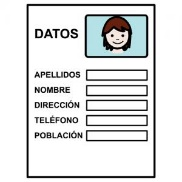 DATOS
APELLIDOS
NOMBRE
DIRECCIÓN
TELÉFONO
POBLACIÓN